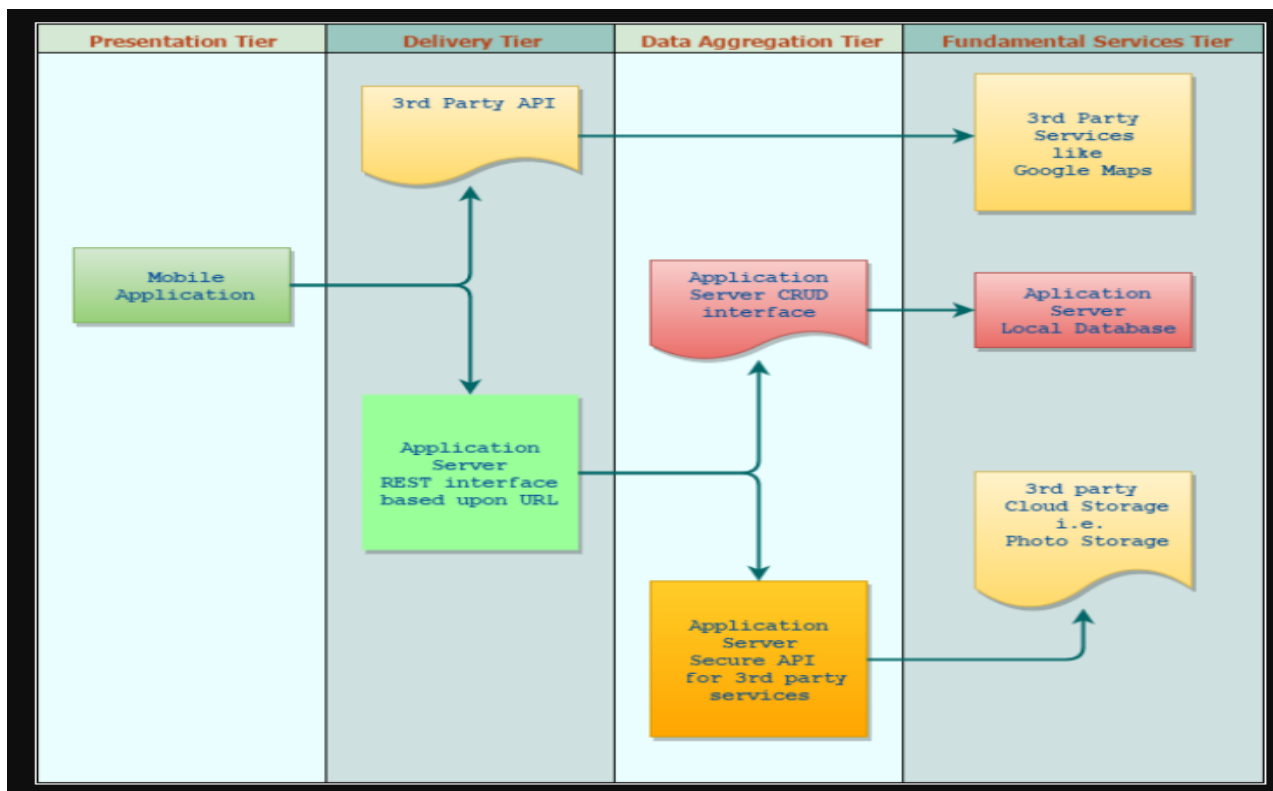 Presentation Tier
Delivery Tier
Data Aggregation Tier
Fundamental Services Tier
3rd Party API
3rd Party
Services
like
Google Maps
Mobile
Application
Application
Server CRUD
interface
Aplication
Server
Local Database
Application
Server
REST interface
based upon URL
3rd party
Cloud Storage
i.e.
Photo Storage
Application
Server
Secure API
for 3rd party
services